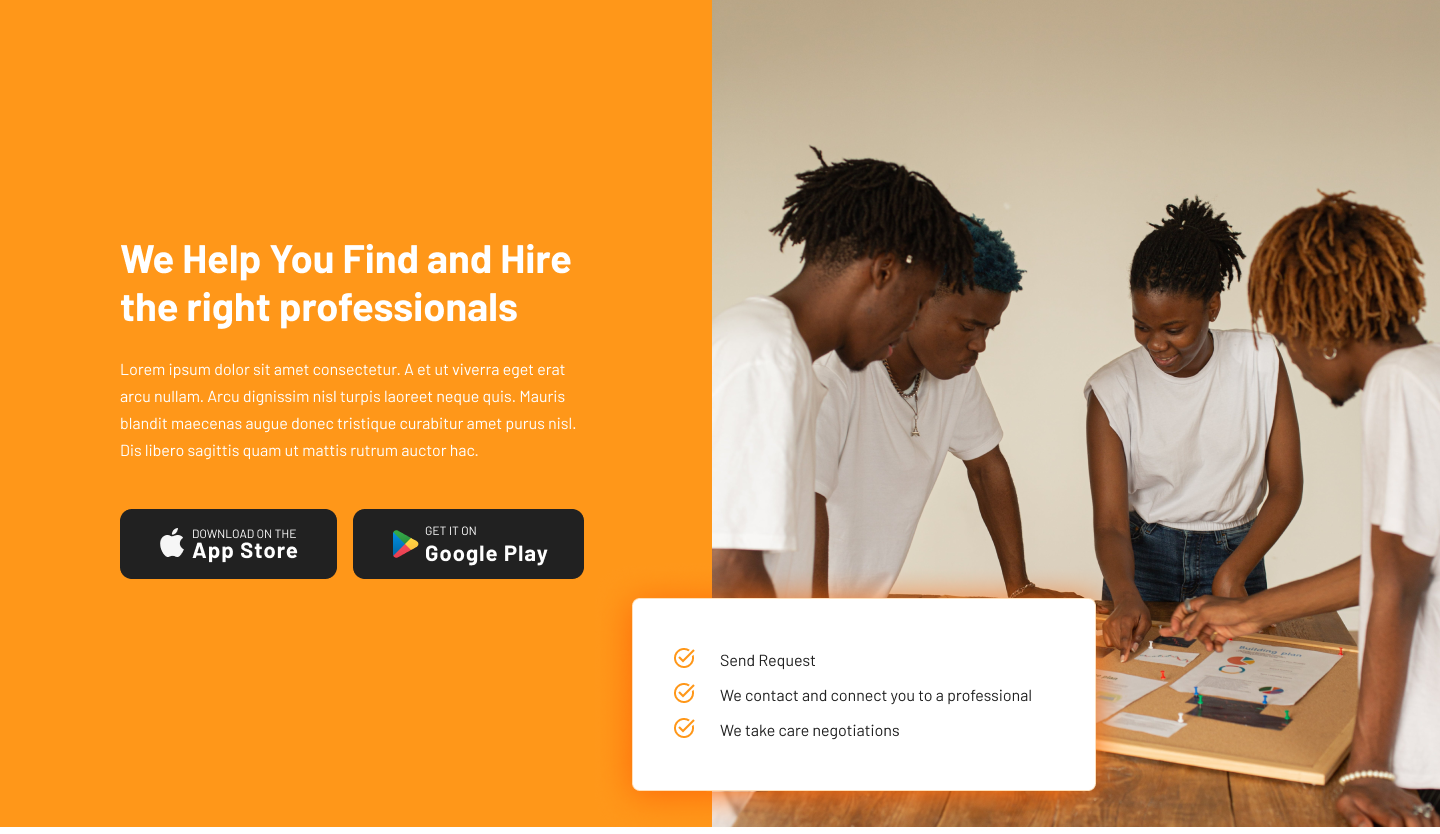 We Help You Find and Hire
the right professionals
Lorem ipsum dolor sit amet consectetur. A et ut viverra eget erat
arcu nullam. Arcu dignissim nisl turpis laoreet neque quis. Mauris
blandit maecenas augue donec tristique curabitur amet purus nisl.
Dis libero sagittis quam ut mattis rutrum auctor hac.
DOWNLOAD ON THE
App Store
GET IT ON
Google Play
Send Request
We contact and connect you to a professional
We take care negotiations
Building plan